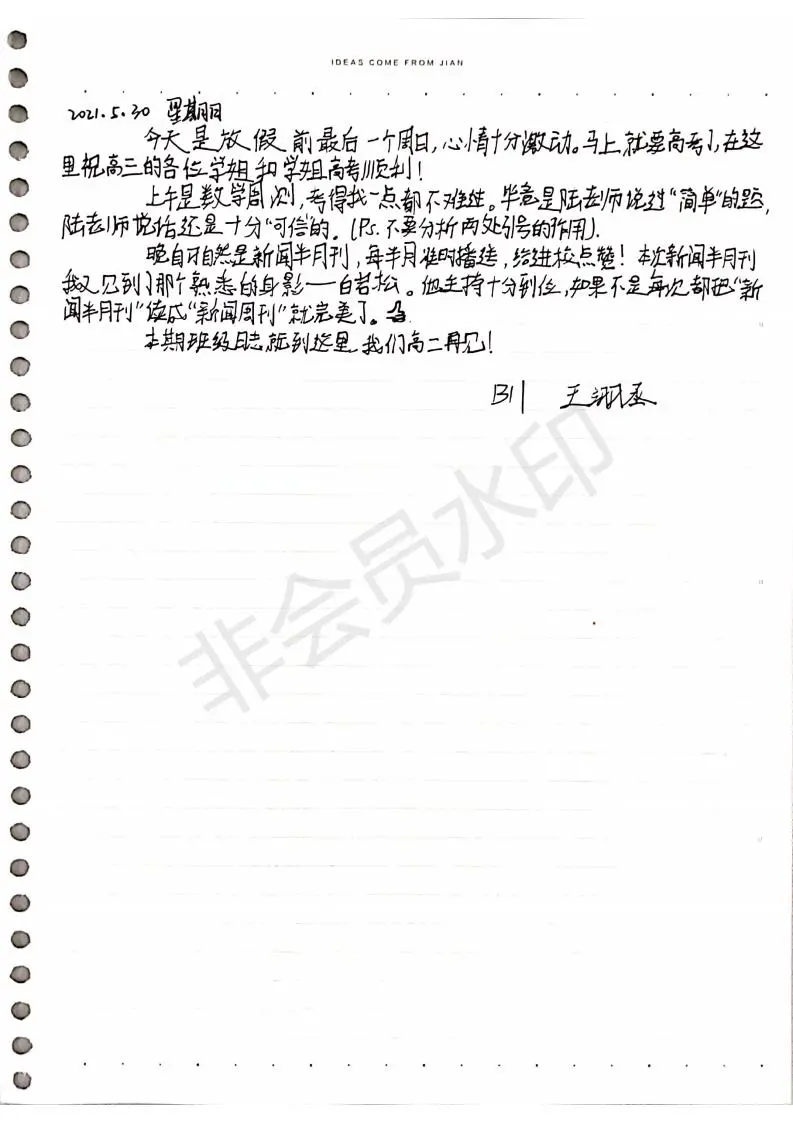 IDEAS COME FROM JIAN
2021.5.30 星期日
今天是放假前最后一个周日，心情十分激动。马上就要高考了，在这
里祝高三的各位学姐和学姐高考顺利！
上午是数学周测，考得我一点都不难过。毕竟是陆老师说过“简单”的题，
陆老师说话还是十分“可信”的。(Ps.不要分析两处引号的作用).
晚自习自然是新闻半月刊，每半月准时播送，给进校点赞！本次新闻半月刊
我又见到了那个熟悉的身影——白岩松。他主持十分到位，如果不是每次都把“新
闻半月刊”读成“新闻周刊”就完美了。
本期班级日志就到这里，我们高二再见！
B11 王
非会员水印